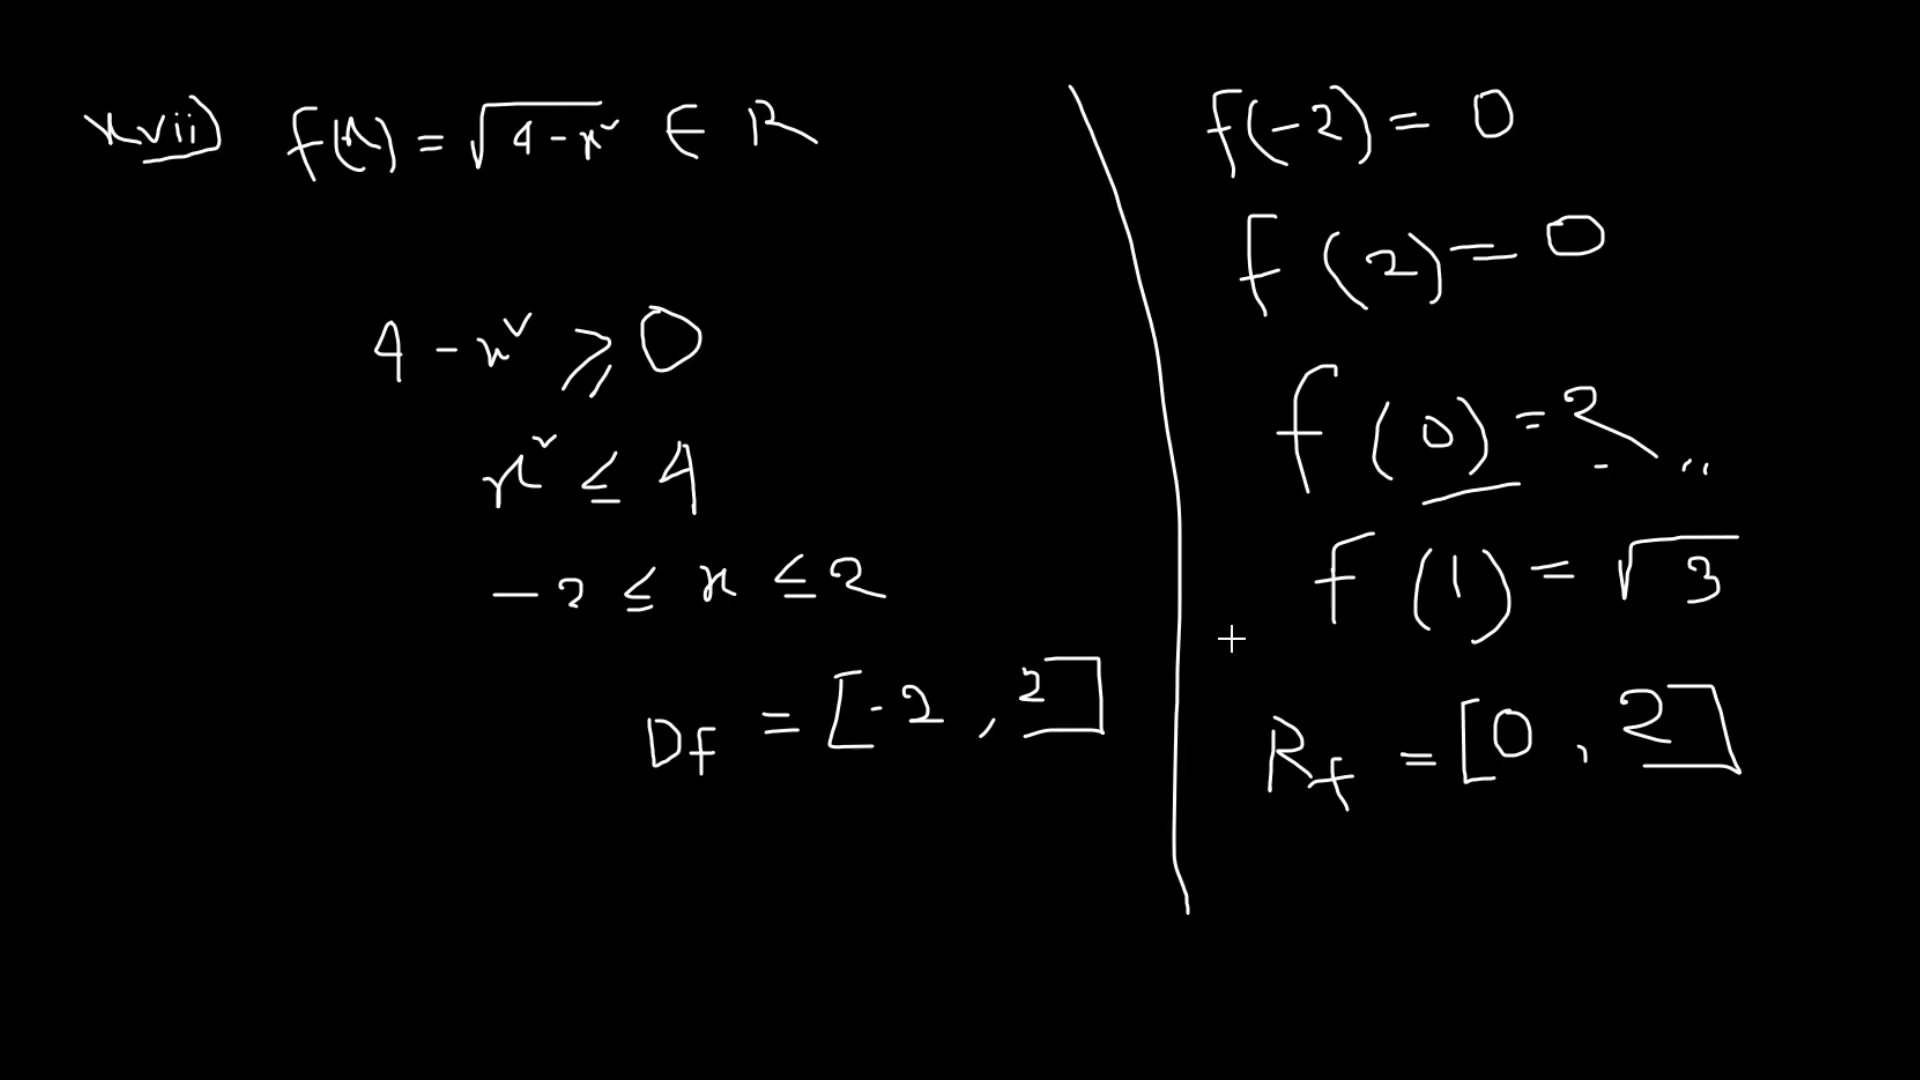 xvii) f(x) = √4-x² ∈ R
4 - x² ≥ 0
x² ≤ 4
-2 ≤ x ≤ 2
Df = [-2, 2]
f(-2) = 0
f(2) = 0
f(0) = 2
f(1) = √3
Rf = [0, 2]